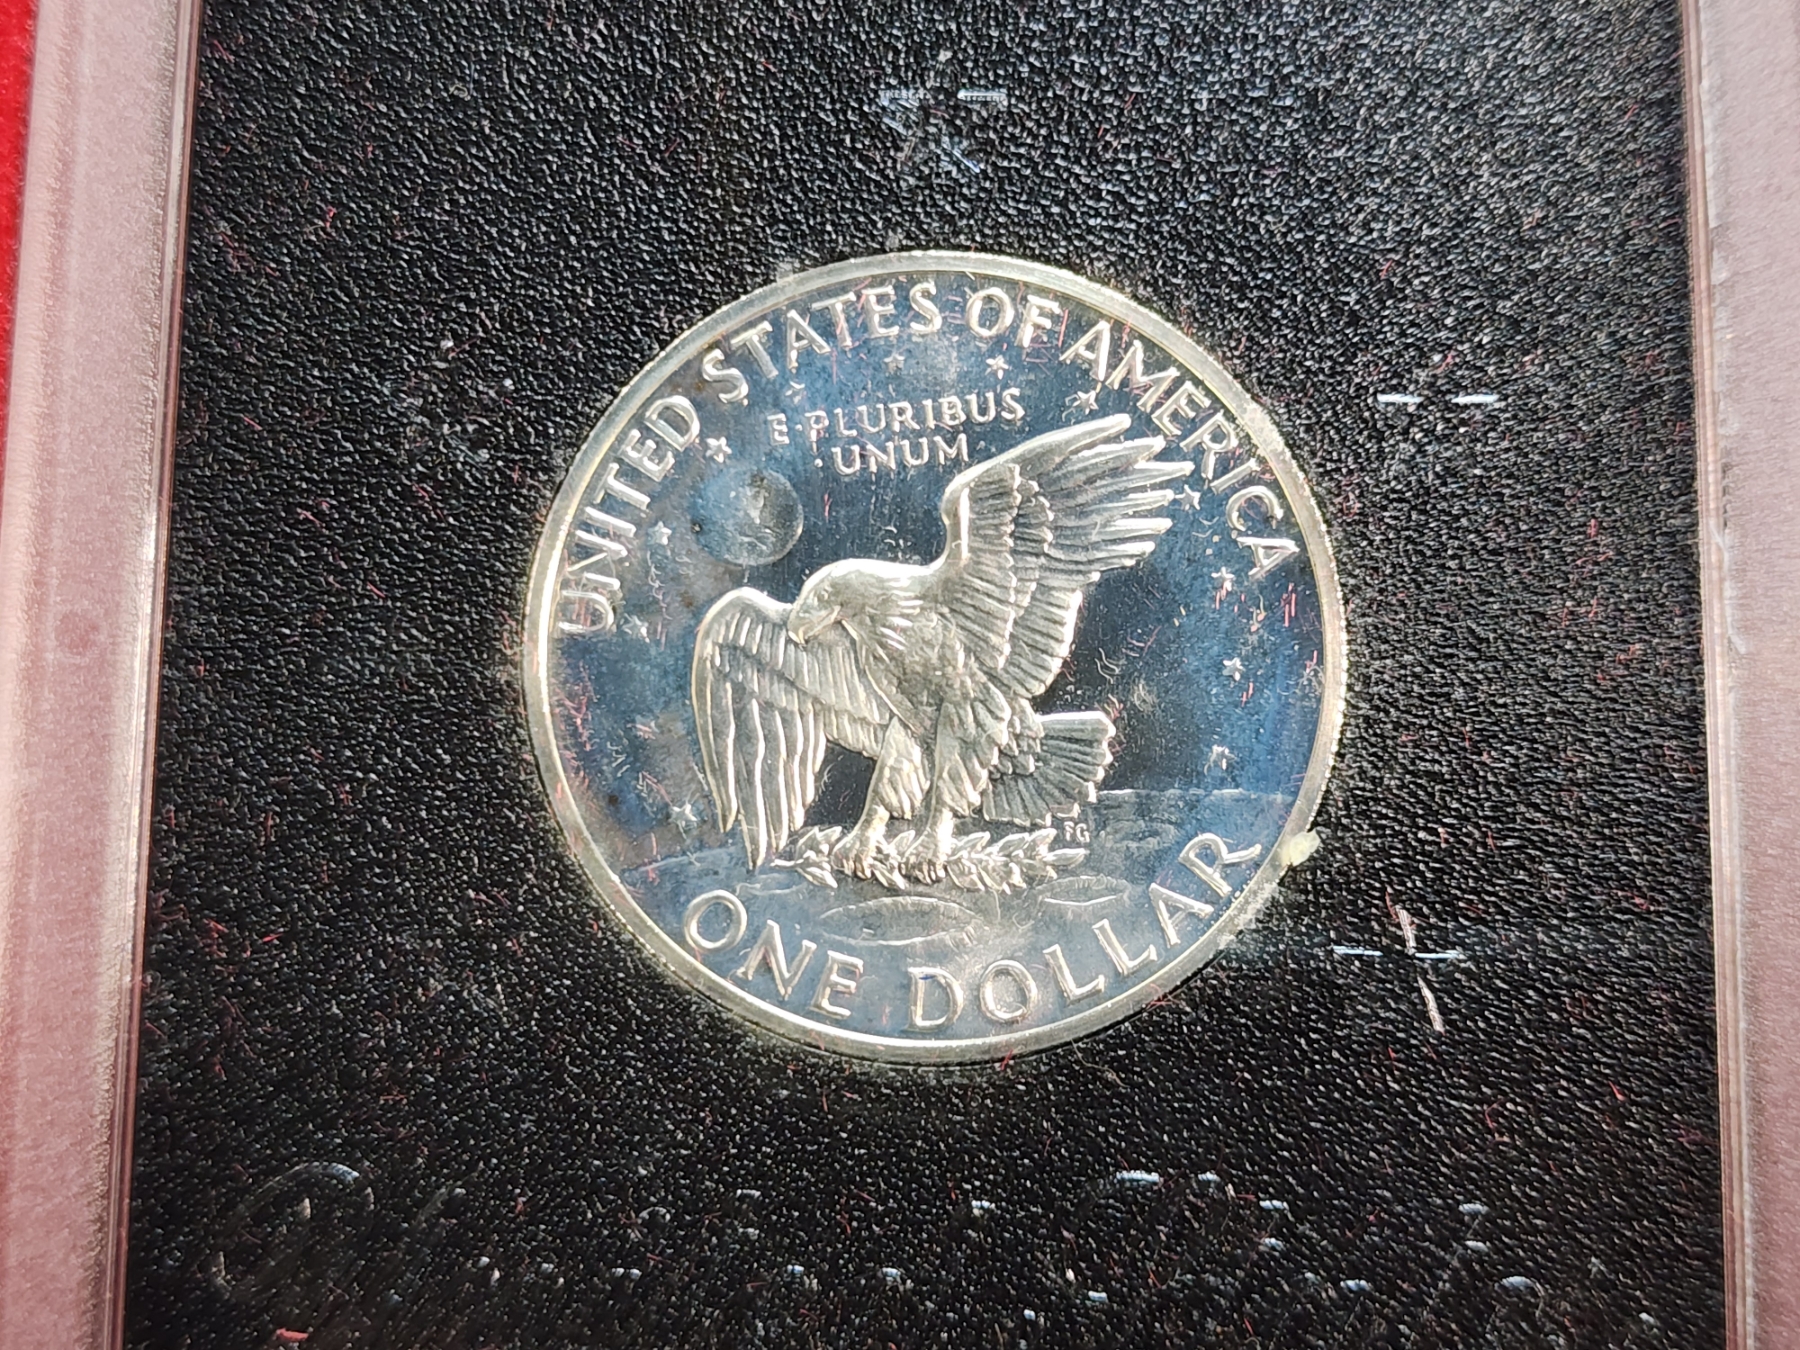 UNITED STATES OF AMERICA
E·PLURIBUS
·UNUM·
FG
ONE DOLLAR